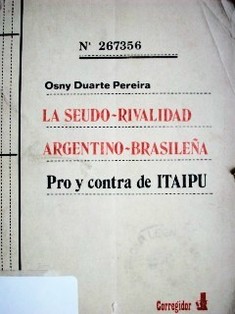 Nº 267356
Osny Duarte Pereira
LA SEUDO-RIVALIDAD
ARGENTINO-BRASILEÑA
Pro y contra de ITAIPU
Corregidor